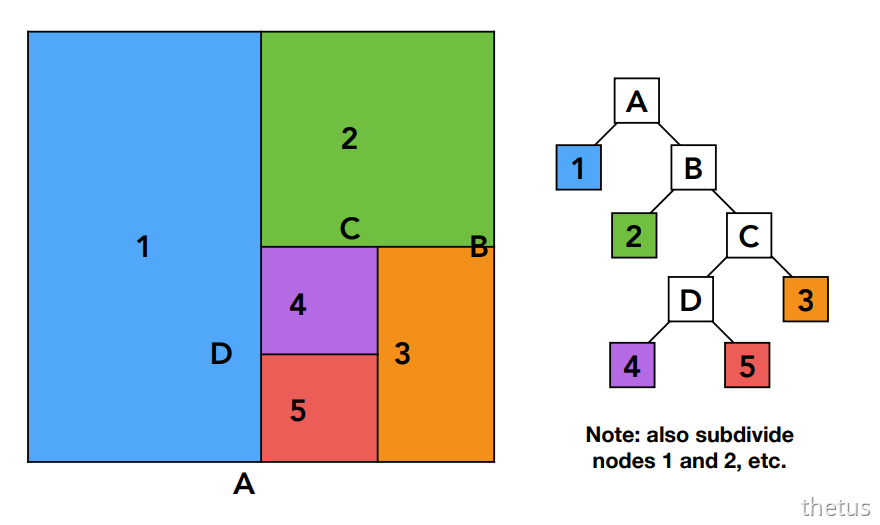 1
2
C
B
4
D
3
5
A
A
1
B
2
C
D
3
4
5
Note: also subdivide
nodes 1 and 2, etc.
thetus